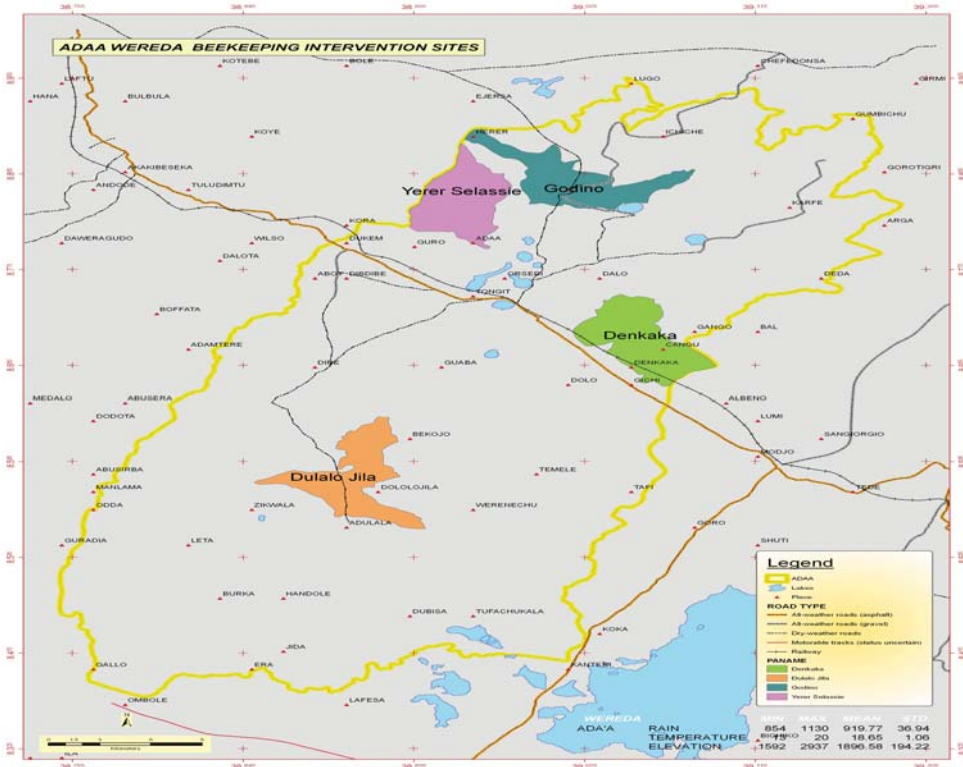 ADAA WEREDA BEEKEEPING INTERVENTION SITES
KOTEBE
BOLE
CHEFEDONSA
LAFTU
LUGO
GIRMI
HANA
BULBULA
EJERSA
GUMBICHU
KOYE
HERER
ICHICHE
AKAKIBESEKA
GOROTIGRI
ANDODE
TULUDIMTU
Yerer Selassie
Godino
KARFE
KORA
ARGA
DAWERAGUDO
WILSO
DUKEM
GURO
ADAA
DALOTA
ABOY
DIBDIBE
DALO
DEDA
TONGIT
BOFFATA
Denkaka
GANGO
BAL
ADAMTERE
CANGU
DIRE
GUABA
DENKAKA
DOLO
GICHI
MEDALO
ABUSERA
ALBENO
DODOTA
LUMI
BEKOJO
SANGIORGIO
MODJO
ABUSIRBA
Dulalo Jila
TEMELE
MANLAMA
DOLOLOJILA
TAFI
TEDE
ZIKWALA
WERENECHU
ADULALA
GORO
GURADIA
LETA
SHUTI
BURKA
HANDOLE
DUBISA
TUFACHUKALA
KOKA
JIDA
GALLO
ERA
KANTERI
OMBOLE
LAFESA
N
Kilometers
Legend
ADAA
Lakes
Place
ROAD TYPE
All-weather roads (asphalt)
All-weather roads (gravel)
Dry-weather roads
Motorable tracks (status uncertain)
Railway
PANAME
Denkaka
Dulalo Jila
Godino
Yerer Selassie
WEREDA MIN MAX MEAN STD
ADA'A RAIN 854 1130 919.77 36.94
TEMPERATURE 20 18.65 1.06
ELEVATION 1592 2937 1896.58 194.22